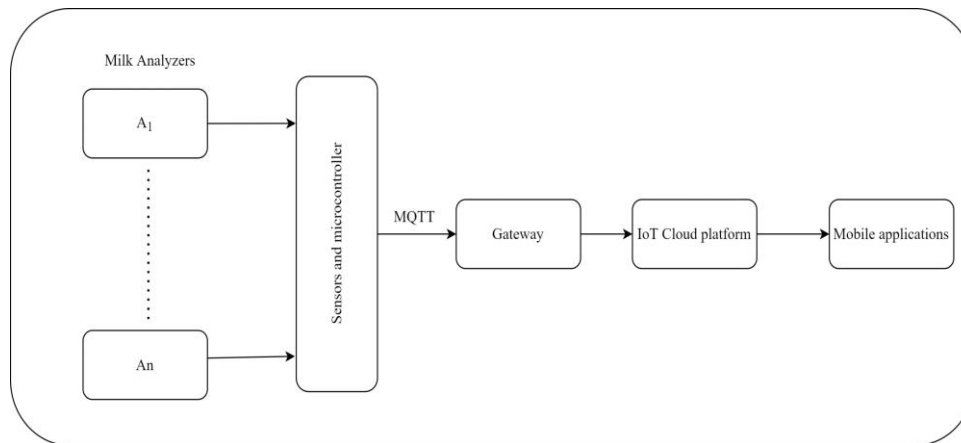 Milk Analyzers
A₁
An
Sensors and microcontroller
MQTT
Gateway
IoT Cloud platform
Mobile applications